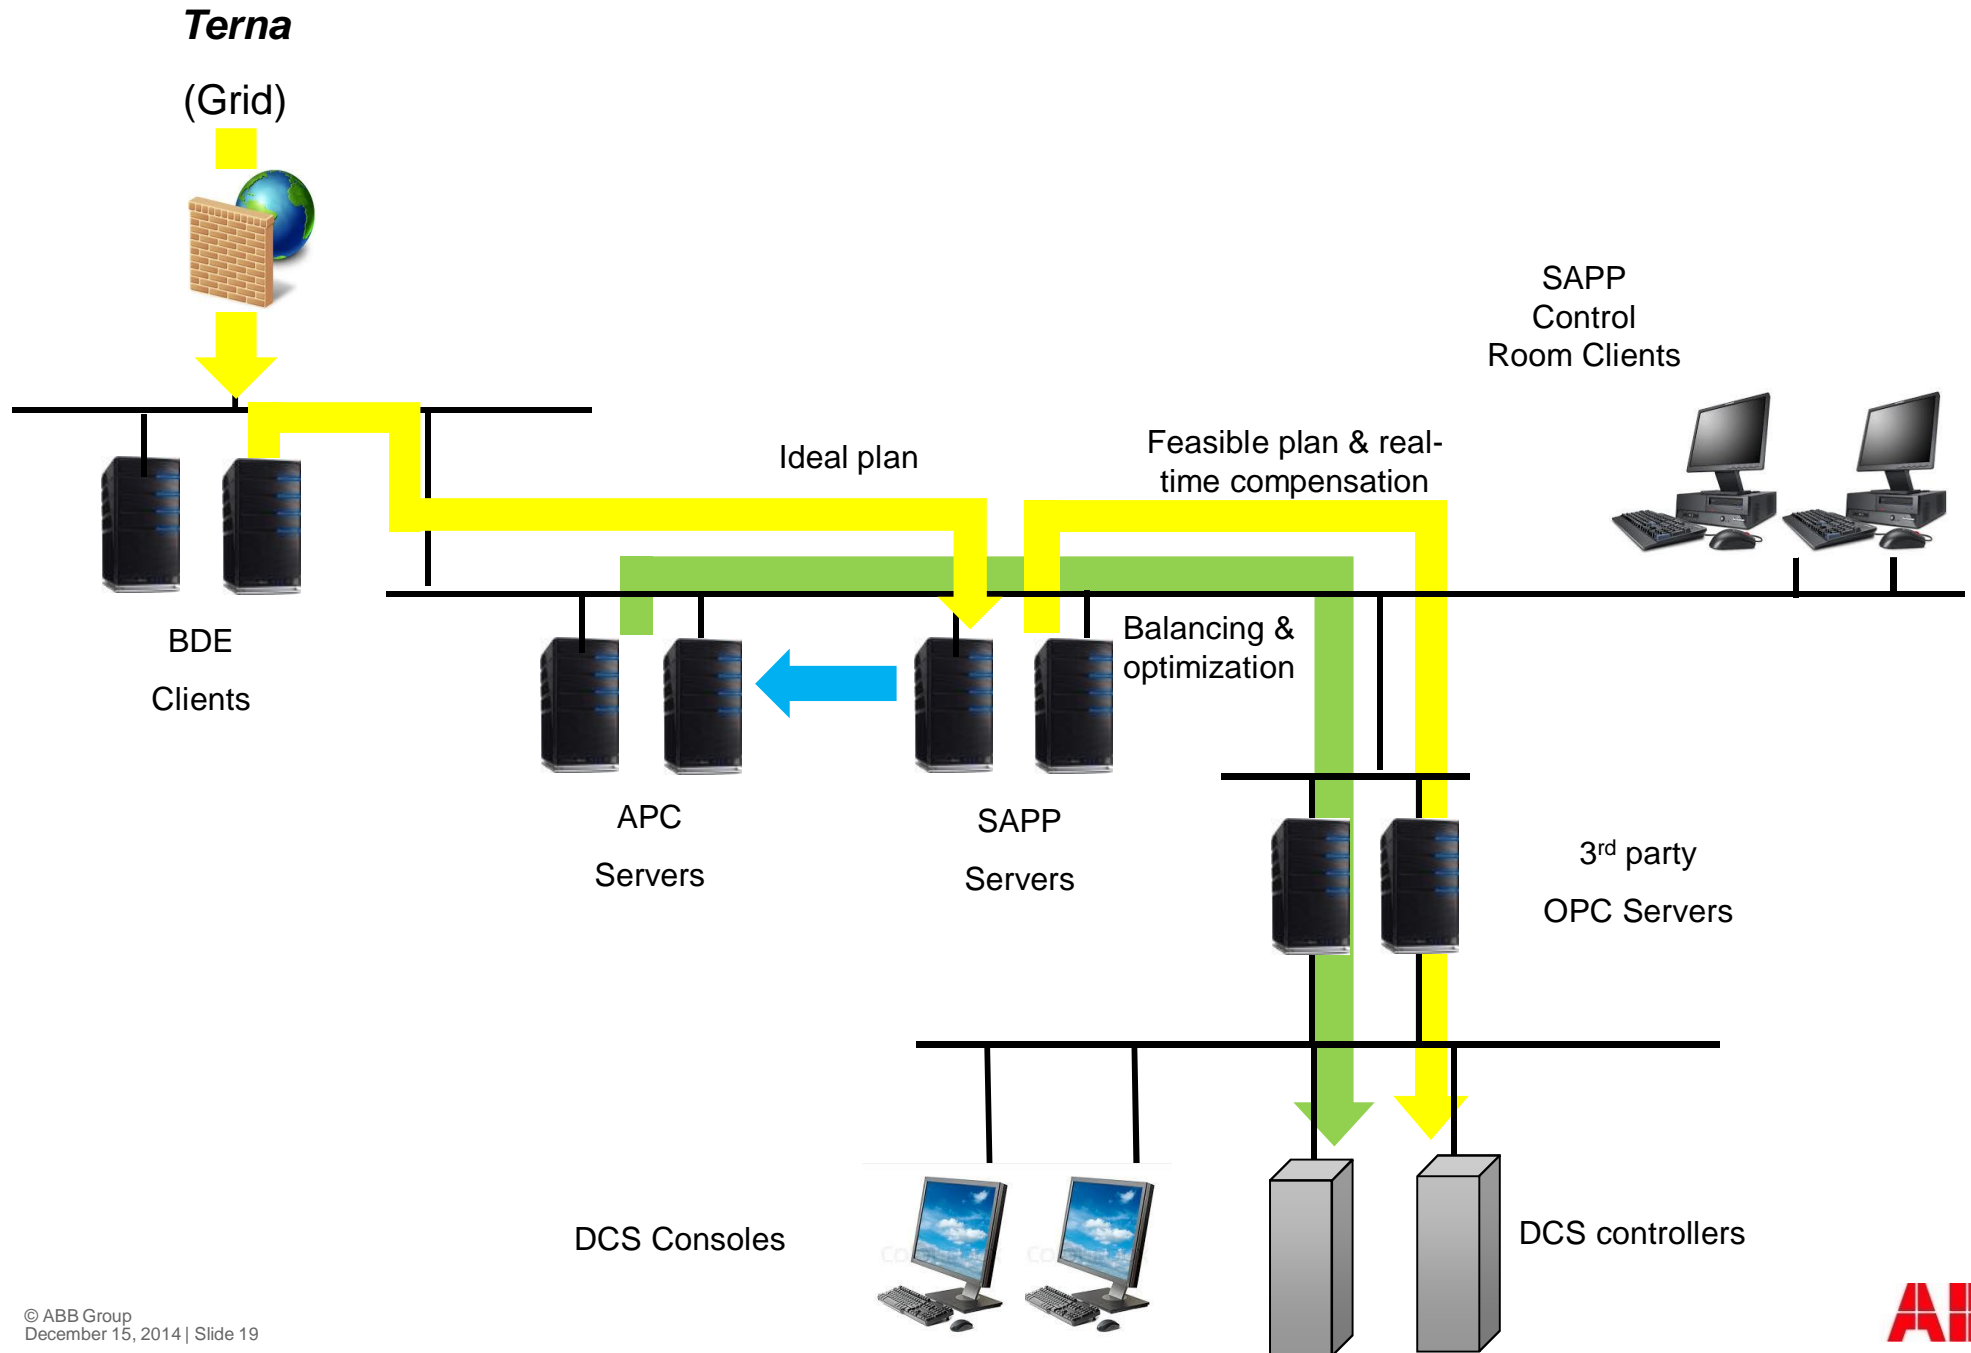 Terna
(Grid)
SAPP
Control
Room Clients
Ideal plan
Feasible plan & real-
time compensation
BDE
Clients
Balancing &
optimization
APC
Servers
SAPP
Servers
3rd party
OPC Servers
DCS Consoles
DCS controllers
© ABB Group
December 15, 2014 | Slide 19